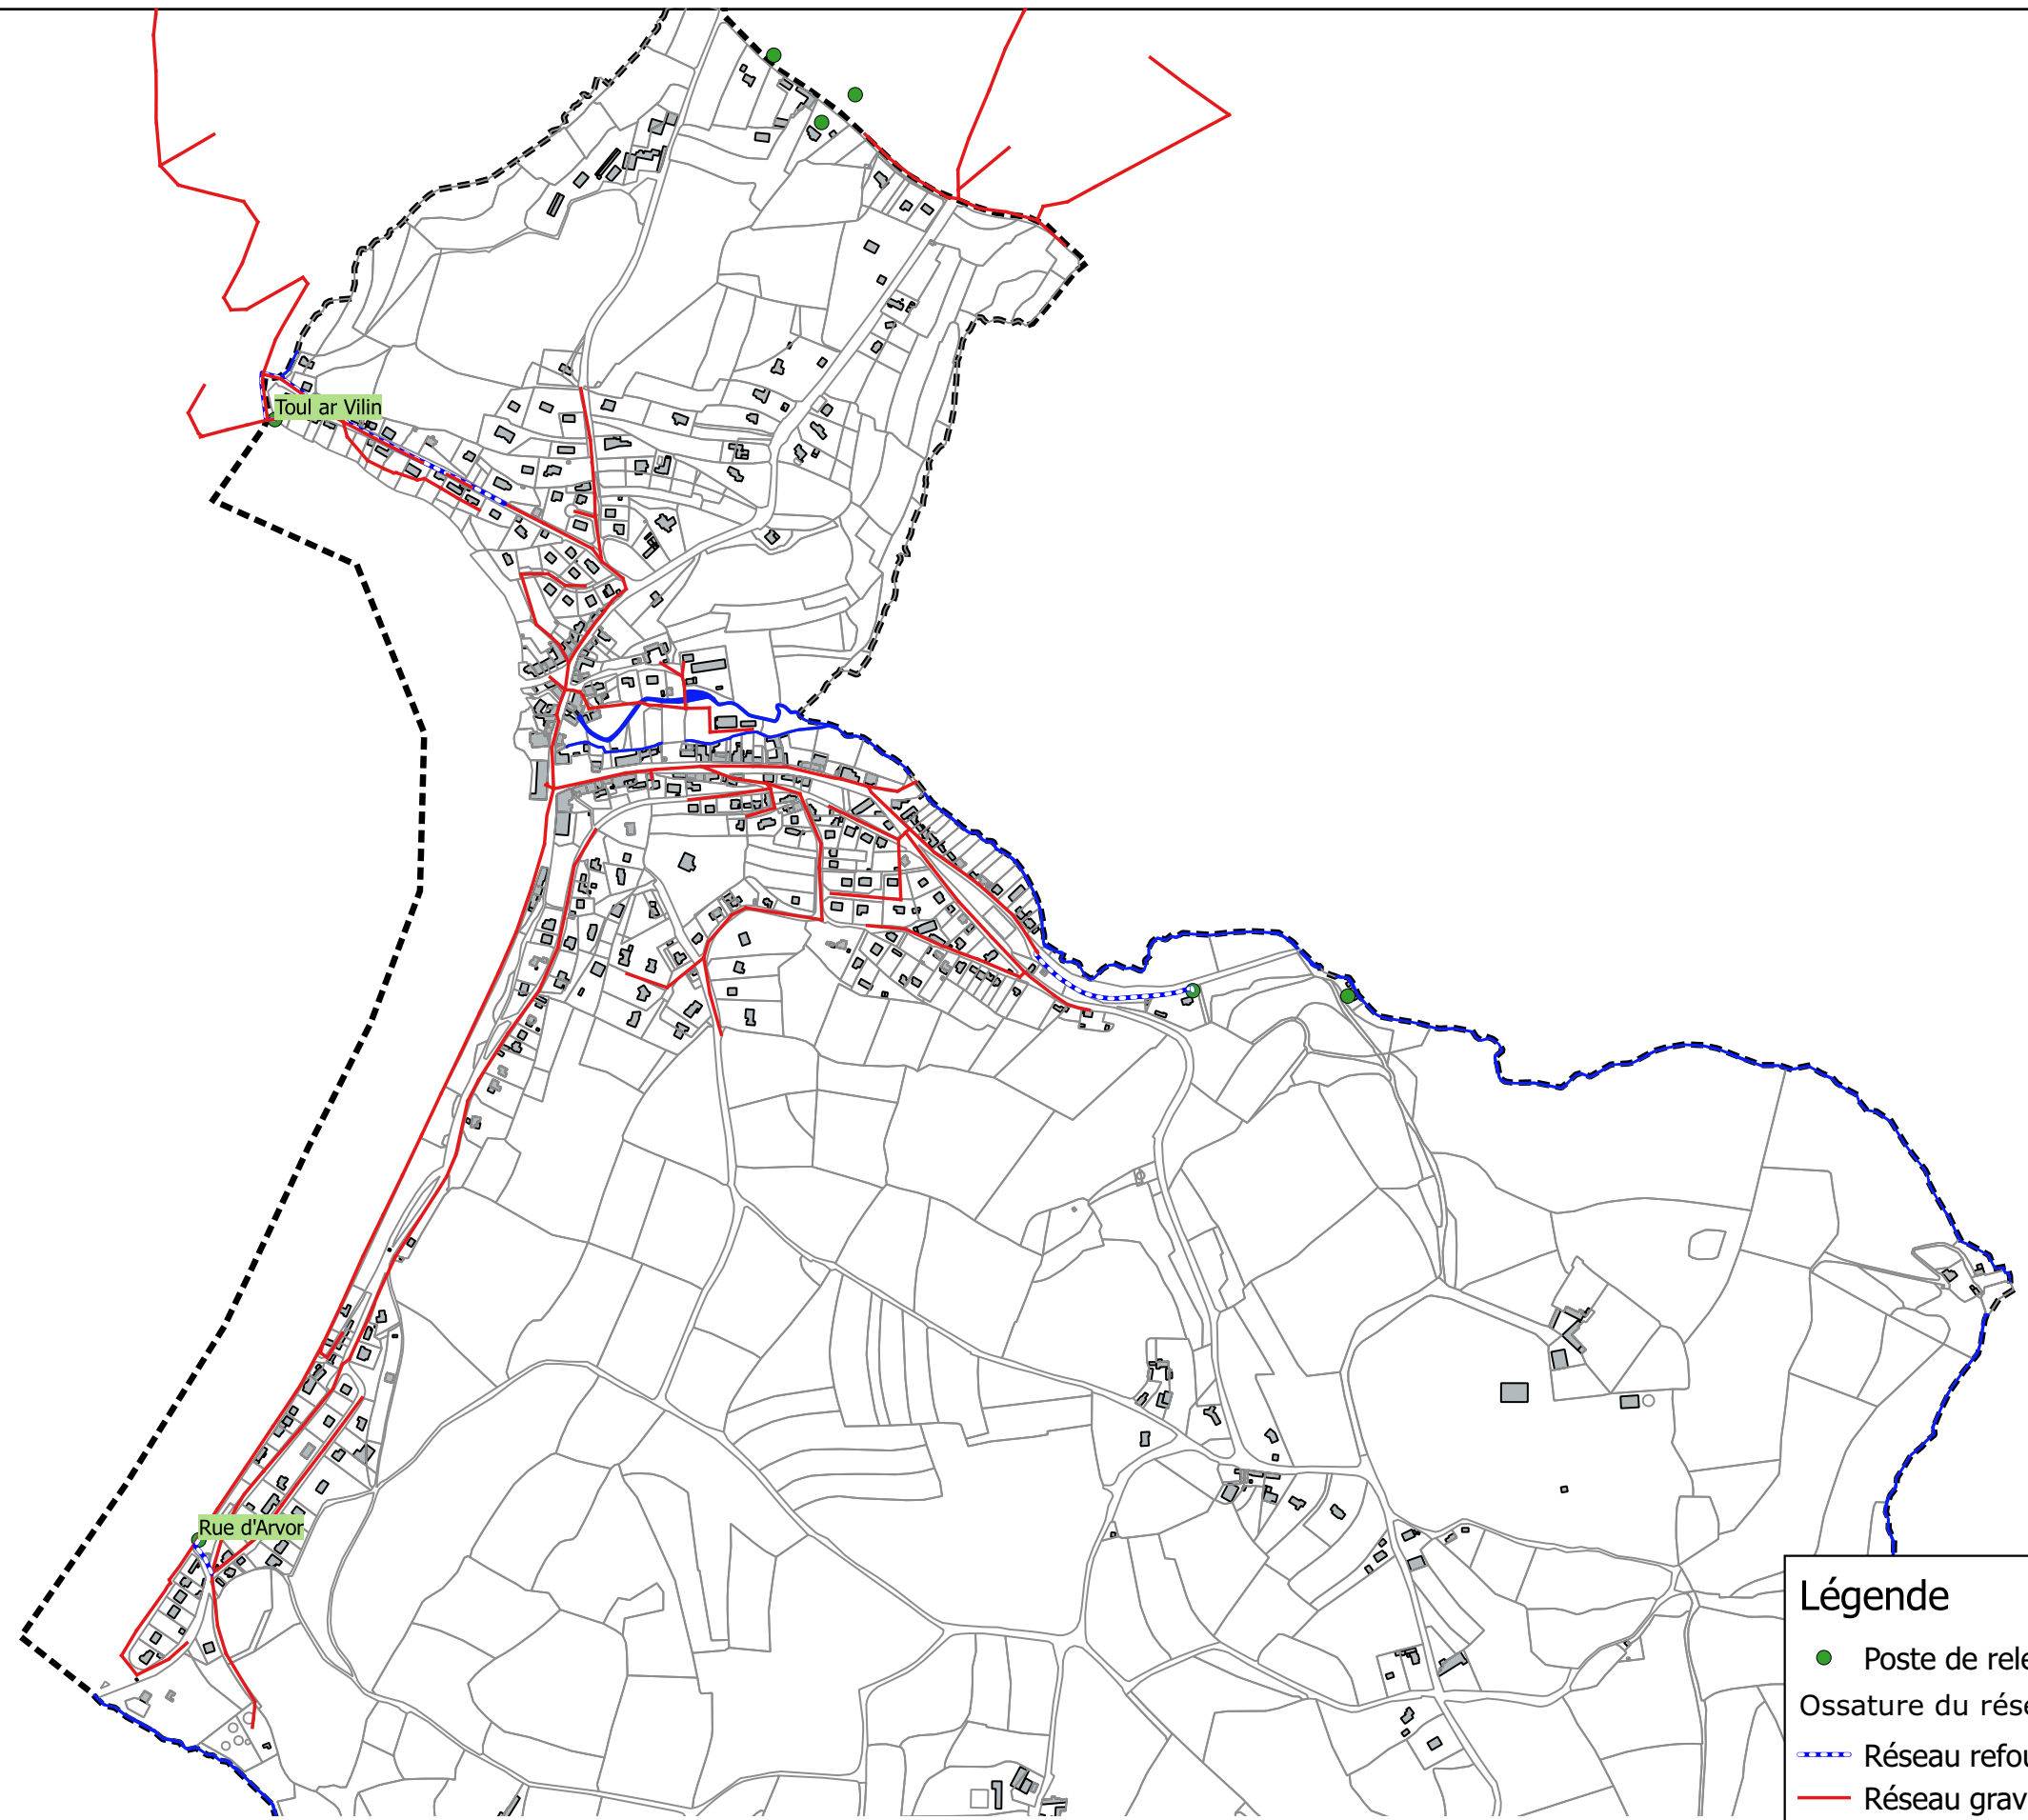 Toul ar Vilin
Rue d'Arvor
Légende
Poste de rele
Ossature du rése
Réseau refou
Réseau grav